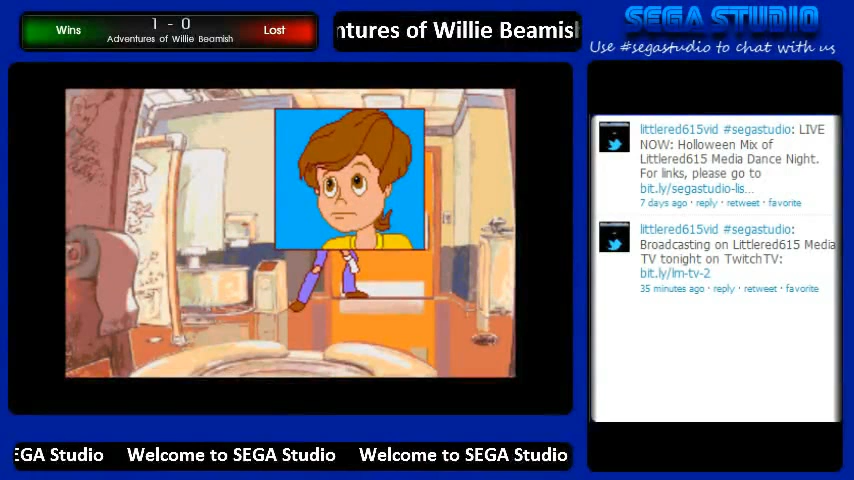 Wins
1 - 0
Adventures of Willie Beamish
Lost
ntures of Willie Beamish
SEGA STUDIO
Use #segastudio to chat with us
littlered615vid #segastudio: LIVE
NOW: Holloween Mix of
Littlered615 Media Dance Night.
For links, please go to
bit.ly/segastudio-lis...
7 days ago · reply · retweet · favorite
littlered615vid #segastudio:
Broadcasting on Littlered615 Media
TV tonight on TwitchTV:
bit.ly/lm-tv-2
35 minutes ago · reply · retweet · favorite
EGA Studio Welcome to SEGA Studio Welcome to SEGA Studio